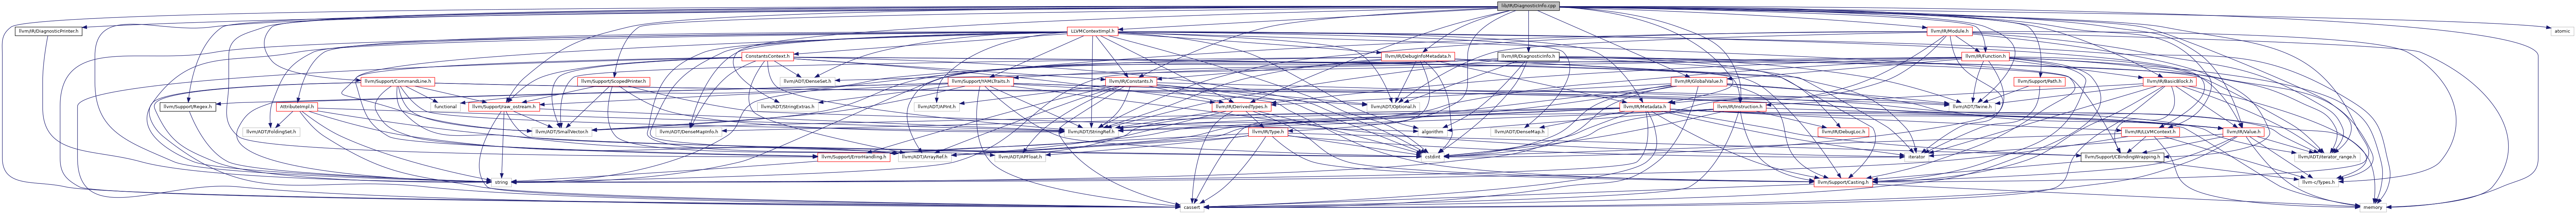 lib/IR/DiagnosticInfo.cpp
llvm/IR/DiagnosticPrinter.h
LLVMContextImpl.h
llvm/IR/Module.h
atomic
ConstantsContext.h
llvm/IR/DebugInfoMetadata.h
llvm/IR/DiagnosticInfo.h
llvm/IR/Function.h
llvm/Support/CommandLine.h
llvm/Support/ScopedPrinter.h
llvm/ADT/DenseSet.h
llvm/Support/YAMLTraits.h
llvm/IR/Constants.h
llvm/IR/GlobalValue.h
llvm/Support/Path.h
llvm/IR/BasicBlock.h
llvm/Support/Regex.h
AttributeImpl.h
functional
llvm/Support/raw_ostream.h
llvm/ADT/StringExtras.h
llvm/ADT/APInt.h
llvm/IR/DerivedTypes.h
llvm/ADT/Optional.h
llvm/IR/Metadata.h
llvm/IR/Instruction.h
llvm/ADT/Twine.h
llvm/ADT/FoldingSet.h
llvm/ADT/SmallVector.h
llvm/ADT/DenseMapInfo.h
llvm/ADT/StringRef.h
llvm/IR/Type.h
algorithm
llvm/ADT/DenseMap.h
llvm/IR/DebugLoc.h
llvm/IR/LLVMContext.h
llvm/IR/Value.h
llvm/Support/ErrorHandling.h
llvm/ADT/ArrayRef.h
llvm/ADT/APFloat.h
cstdint
iterator
llvm/Support/CBindingWrapping.h
llvm/ADT/iterator_range.h
string
llvm/Support/Casting.h
llvm-c/Types.h
cassert
memory